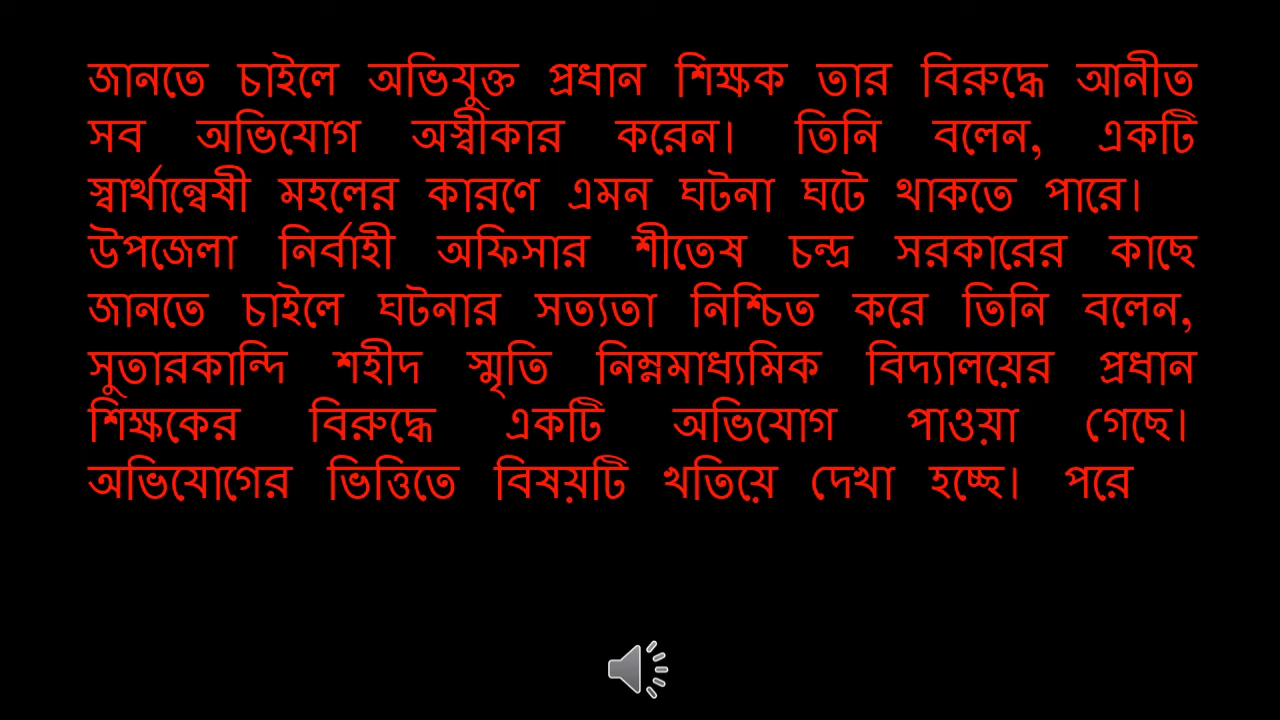 জানতে চাইলে অভিযুক্ত প্রধান শিক্ষক তার বিরুদ্ধে আনীত
সব অভিযোগ অস্বীকার করেন। তিনি বলেন, একটি
স্বার্থান্বেষী মহলের কারণে এমন ঘটনা ঘটে থাকতে পারে।
উপজেলা নির্বাহী অফিসার শীতেষ চন্দ্র সরকারের কাছে
জানতে চাইলে ঘটনার সত্যতা নিশ্চিত করে তিনি বলেন,
সুতারকান্দি শহীদ স্মৃতি নিম্নমাধ্যমিক বিদ্যালয়ের প্রধান
শিক্ষকের বিরুদ্ধে একটি অভিযোগ পাওয়া গেছে।
অভিযোগের ভিত্তিতে বিষয়টি খতিয়ে দেখা হচ্ছে। পরে